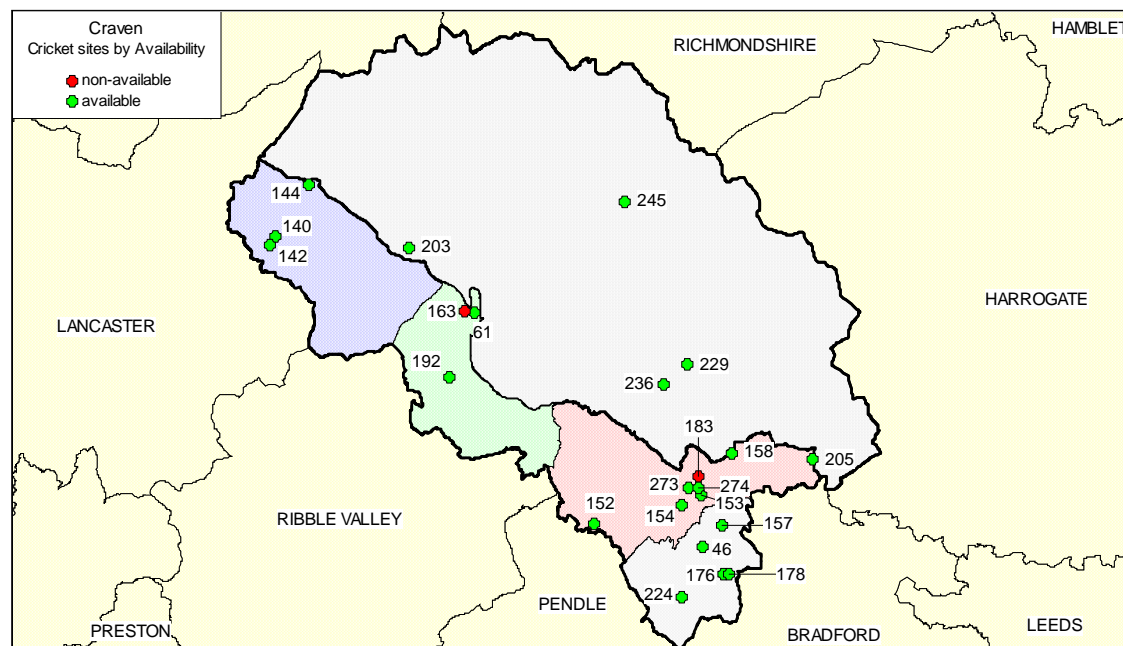 Craven
Cricket sites by Availability
non-available
available
RICHMONDSHIRE
HAMBLET
144
245
140
142
203
HARROGATE
163
61
LANCASTER
192
229
236
183
158
205
273
274
152
154
153
157
RIBBLE VALLEY
46
176
178
224
PENDLE
PRESTON
BRADFORD
LEEDS